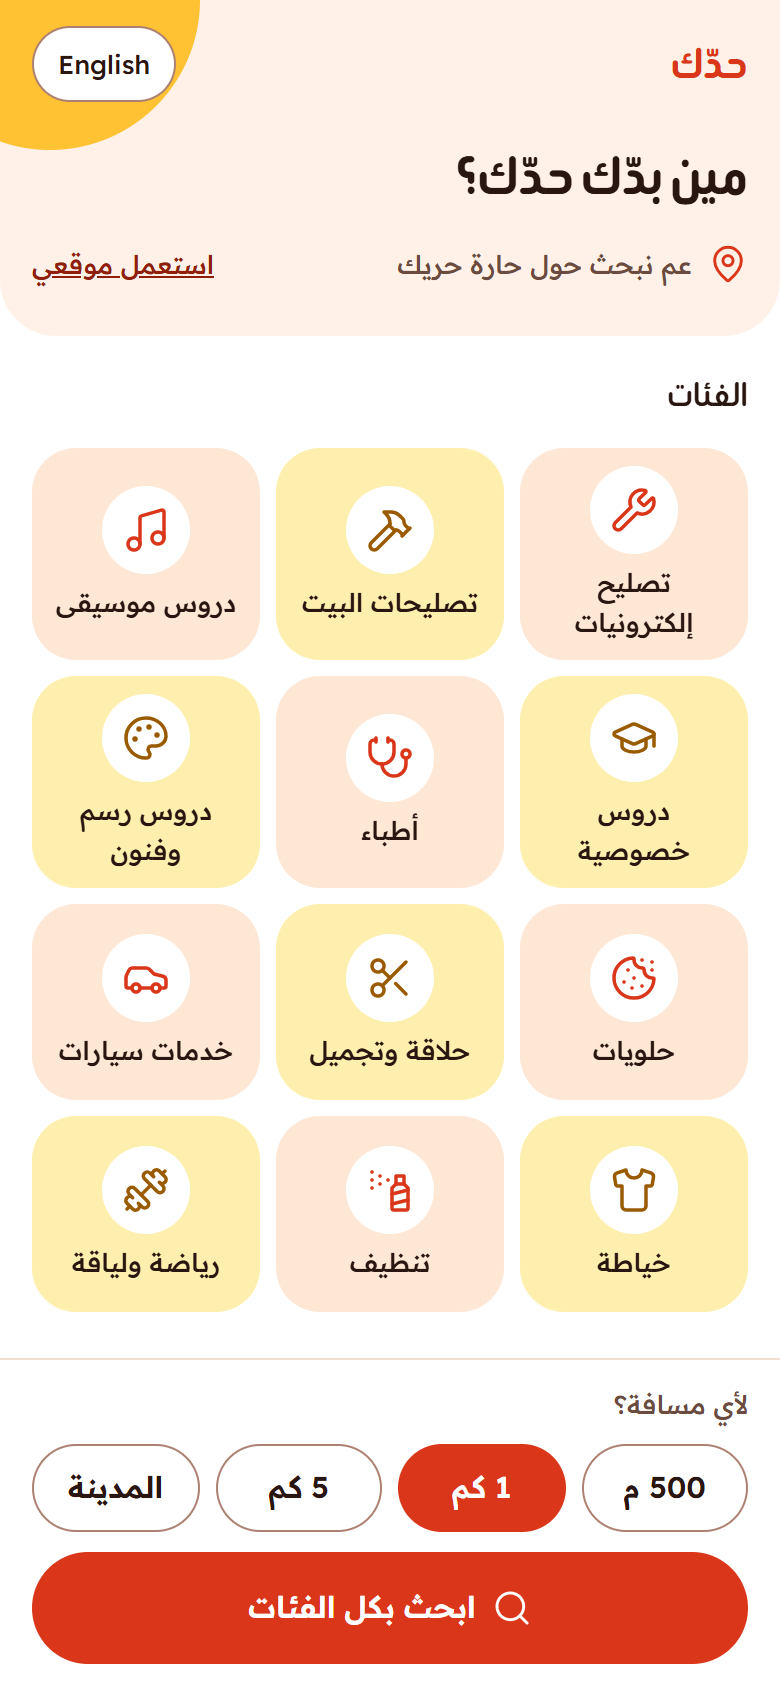 حدّك
English
مين بدّك حدّك؟
عم نبحث حول حارة حريك
استعمل موقعي
الفئات
تصليح
إلكترونيات
تصليحات البيت
دروس موسيقى
دروس
خصوصية
أطباء
دروس رسم
وفنون
حلويات
حلاقة وتجميل
خدمات سيارات
خياطة
تنظيف
رياضة ولياقة
لأي مسافة؟
500 م
1 كم
5 كم
المدينة
ابحث بكل الفئات